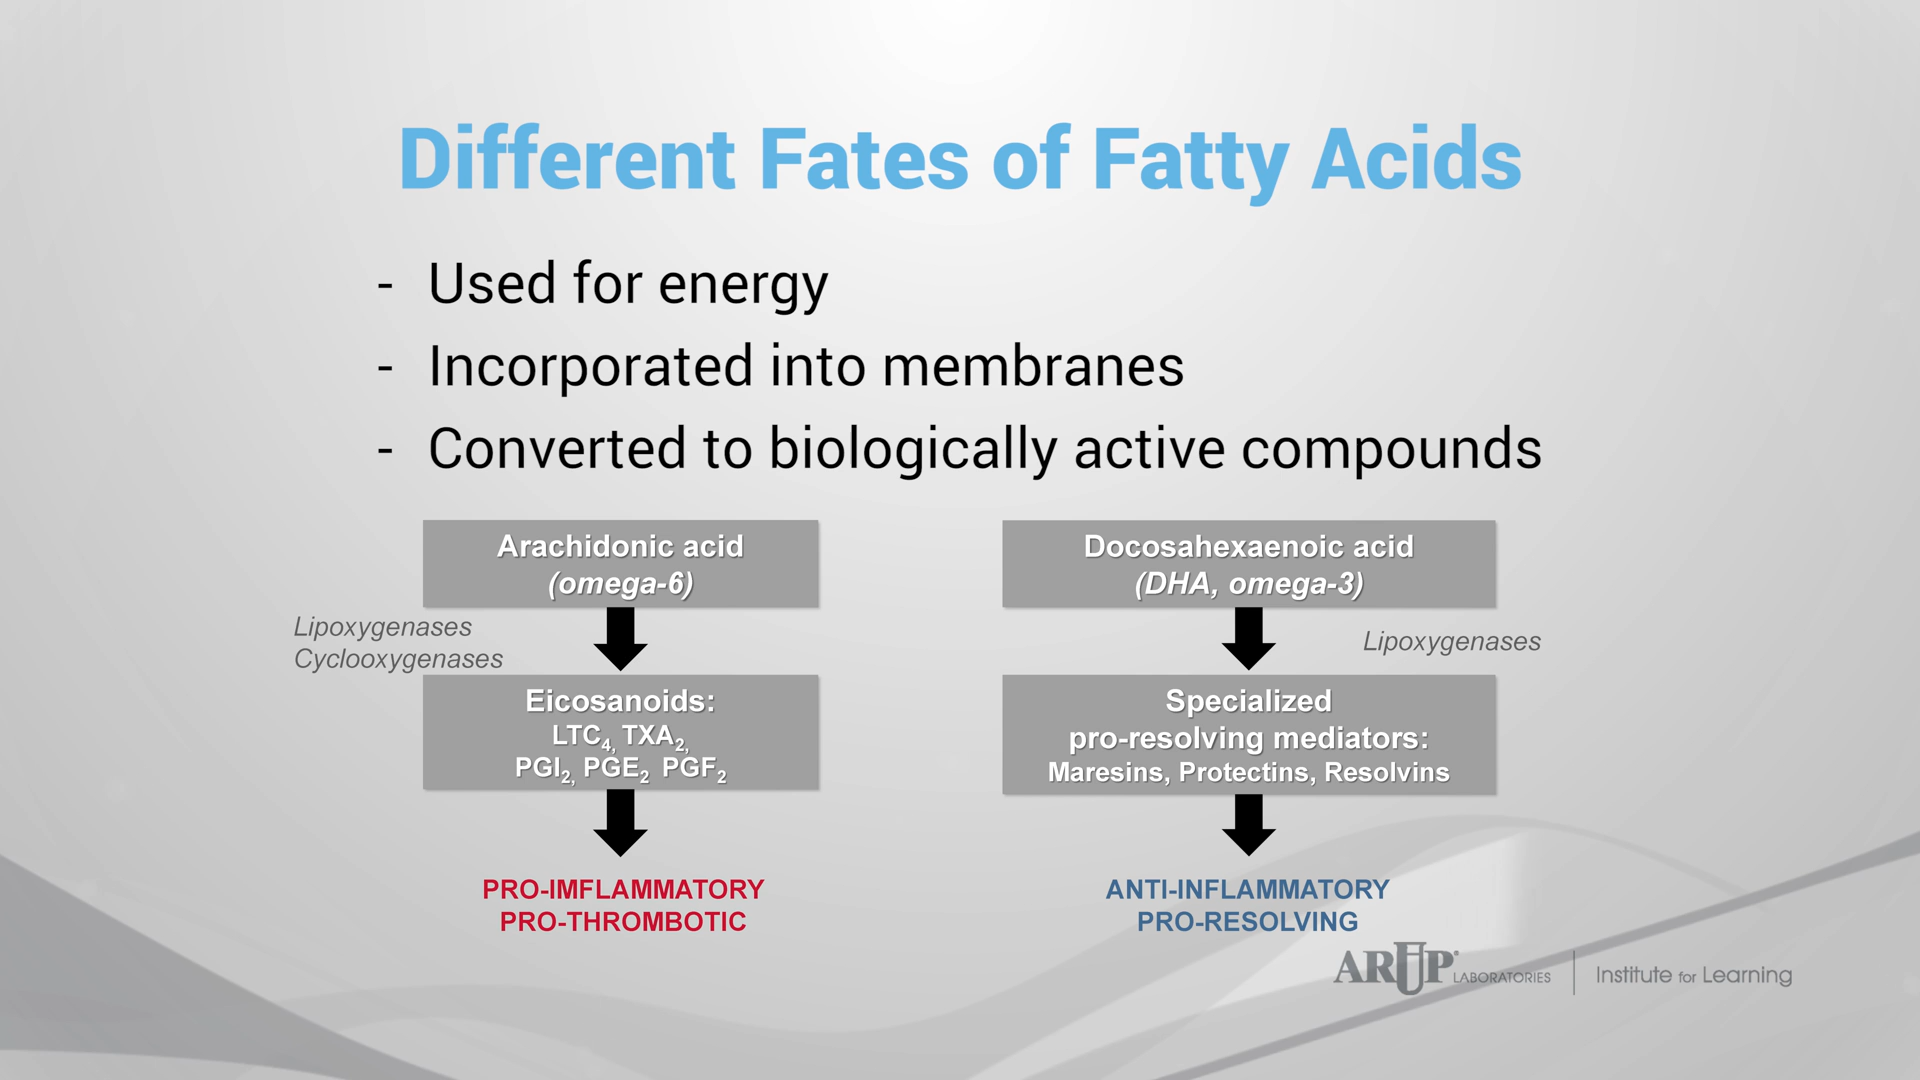 Different Fates of Fatty Acids
- Used for energy
- Incorporated into membranes
- Converted to biologically active compounds
Arachidonic acid
(omega-6)
Lipoxygenases
Cyclooxygenases
Eicosanoids:
LTC4, TXA2,
PGI2, PGE2 PGF2
PRO-IMFLAMMATORY
PRO-THROMBOTIC
Docosahexaenoic acid
(DHA, omega-3)
Lipoxygenases
Specialized
pro-resolving mediators:
Maresins, Protectins, Resolvins
ANTI-INFLAMMATORY
PRO-RESOLVING
ARUP® LABORATORIES | Institute for Learning